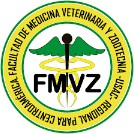 FACULTAD DE MEDICINA VETERINARIA Y ZOOTECNIA
-USAC- REGIONAL PARA CENTROAMERICA
FMVZ